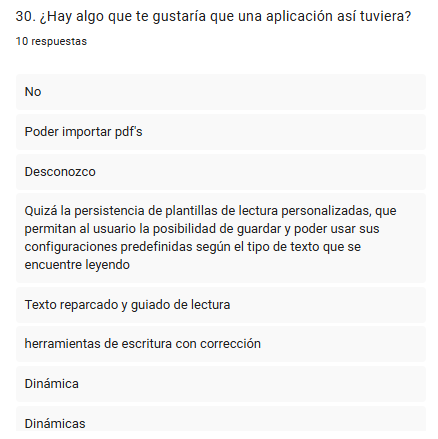 30. ¿Hay algo que te gustaría que una aplicación así tuviera?
10 respuestas
No
Poder importar pdf's
Desconozco
Quizá la persistencia de plantillas de lectura personalizadas, que
permitan al usuario la posibilidad de guardar y poder usar sus
configuraciones predefinidas según el tipo de texto que se
encuentre leyendo
Texto reparcado y guiado de lectura
herramientas de escritura con corrección
Dinámica
Dinámicas